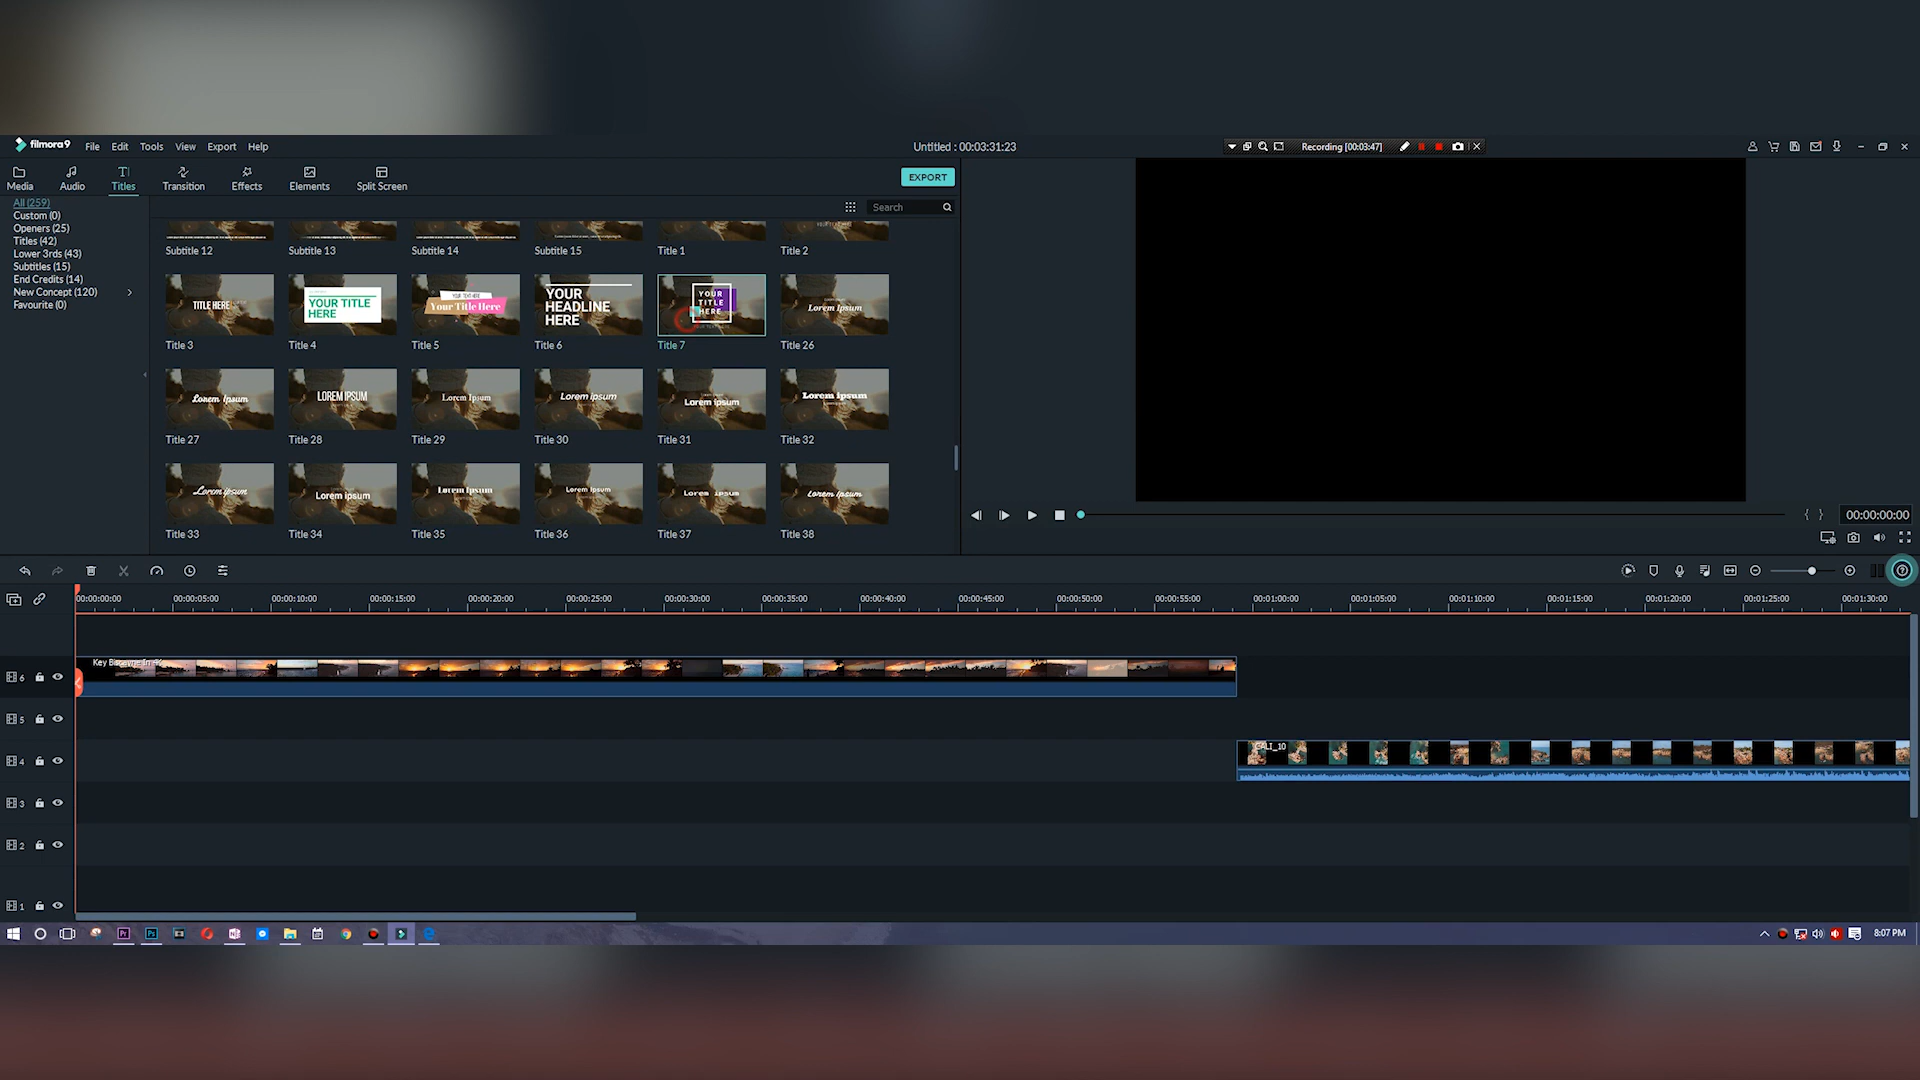 filmora9 File Edit Tools View Export Help Untitled : 00:03:31:23 Recording [00:03:47]
Media Audio Titles Transition Effects Elements Split Screen EXPORT
All (259)
Custom (0)
Openers (25)
Titles (42)
Lower 3rds (43)
Subtitles (15)
End Credits (14)
New Concept (120)
Favourite (0)
Search
Subtitle 12 Subtitle 13 Subtitle 14 Subtitle 15 Title 1 Title 2
TITLE HERE
YOUR TITLE
HERE
YOUR TEXT HERE
Your Title Here
YOUR
HEADLINE
HERE
YOUR
TITLE
HERE
Lorem Ipsum
Title 3 Title 4 Title 5 Title 6 Title 7 Title 26
Lorem Ipsum LOREM IPSUM Lorem Ipsum Lorem ipsum Lorem ipsum Lorem ipsum
Title 27 Title 28 Title 29 Title 30 Title 31 Title 32
Lorem ipsum Lorem ipsum Lorem ipsum Lorem ipsum Lorem ipsum Lorem ipsum
Title 33 Title 34 Title 35 Title 36 Title 37 Title 38
{ } 00:00:00:00
00:00:00:00 00:00:05:00 00:00:10:00 00:00:15:00 00:00:20:00 00:00:25:00 00:00:30:00 00:00:35:00 00:00:40:00 00:00:45:00 00:00:50:00 00:00:55:00 00:01:00:00 00:01:05:00 00:01:10:00 00:01:15:00 00:01:20:00 00:01:25:00 00:01:30:00
Key Biscayne In 4K
6
5
CALI_10
4
3
2
1
Pr Ps N 8:07 PM